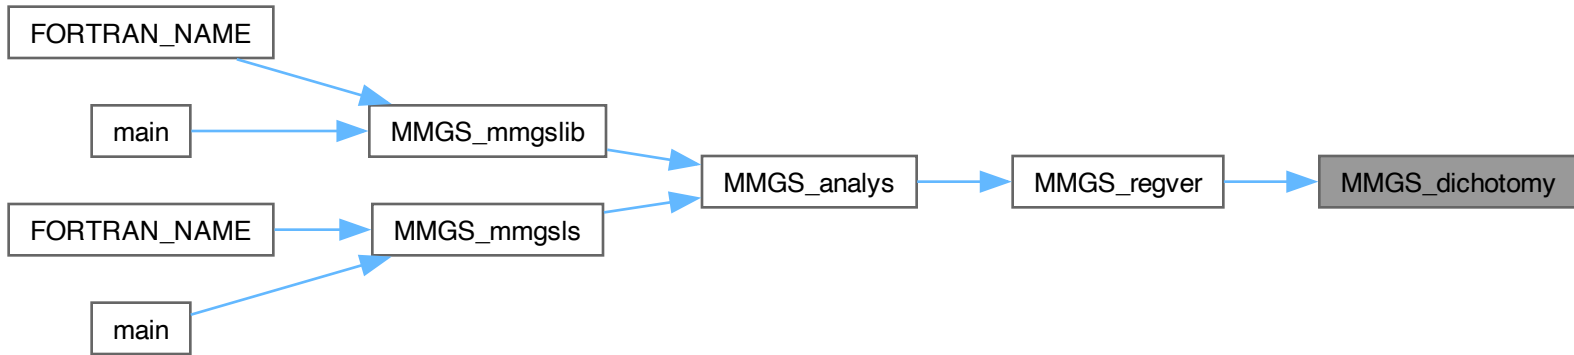 FORTRAN_NAME
main
MMGS_mmgslib
MMGS_analys
MMGS_regver
MMGS_dichotomy
FORTRAN_NAME
MMGS_mmgsls
main